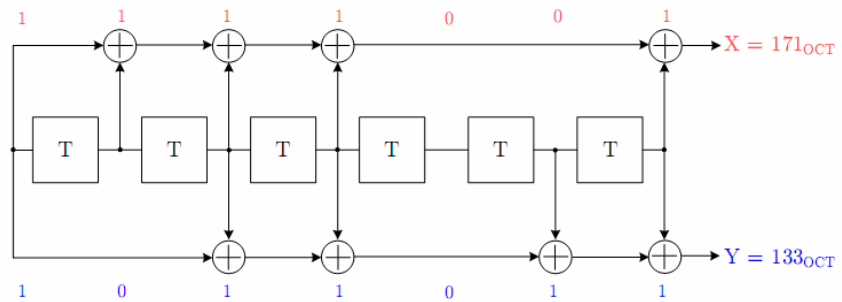 1 1 1 1 0 0 1
X = 171OCT
T T T T T T
Y = 133OCT
1 0 1 1 0 1 1